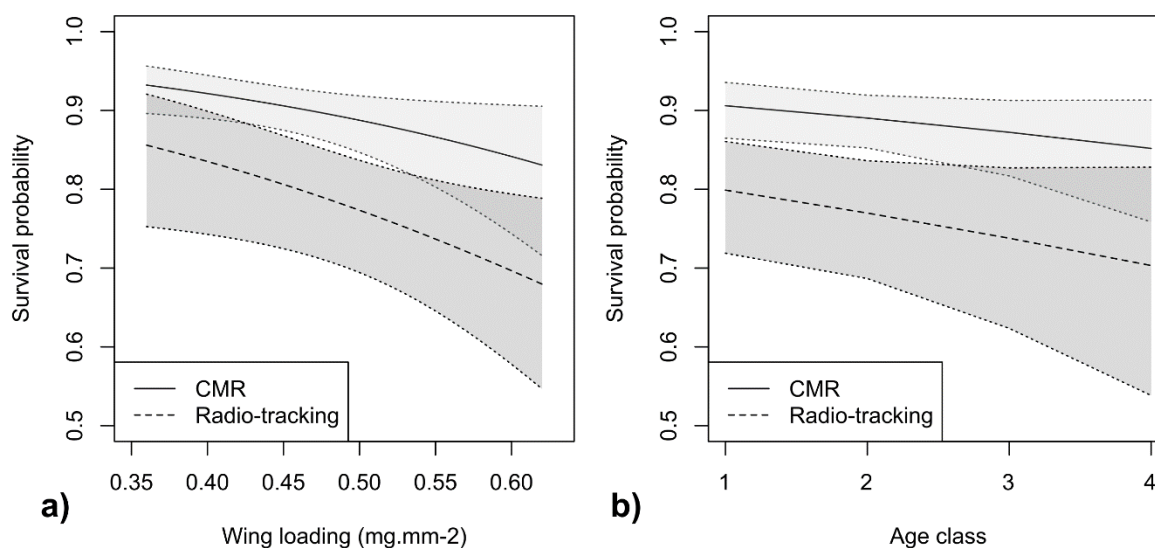 Survival probability
1.0
0.9
0.8
0.7
0.6
0.5
CMR
Radio-tracking
0.35 0.40 0.45 0.50 0.55 0.60
a)
Wing loading (mg.mm-2)
Survival probability
1.0
0.9
0.8
0.7
0.6
0.5
CMR
Radio-tracking
1 2 3 4
b)
Age class